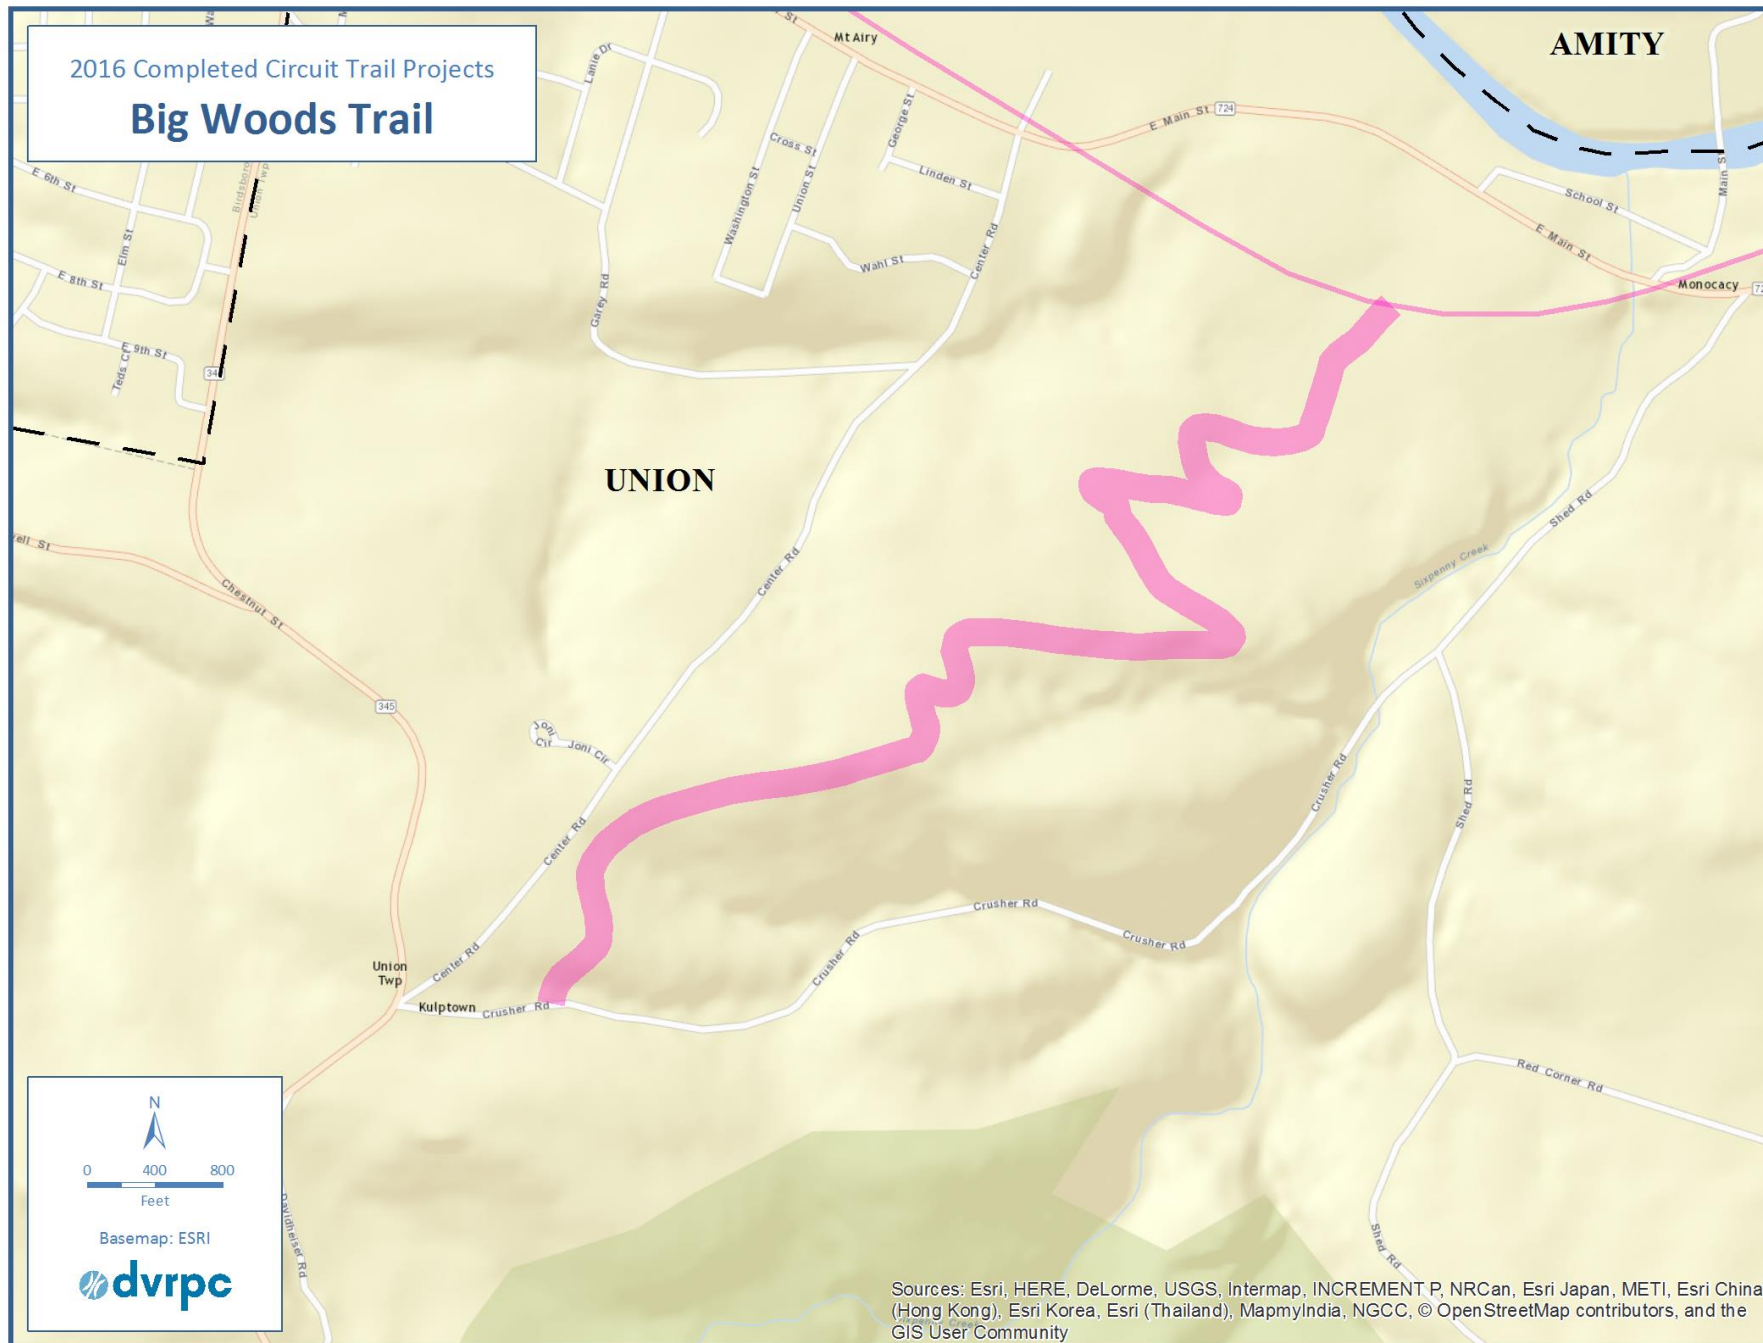 2016 Completed Circuit Trail Projects
Big Woods Trail
AMITY
Mt Airy
Lanie Dr
E Main St
724
George St
Cross St
Linden St
Washington St
Union St
Wahl St
Center Rd
Garey Rd
School St
Main S
E Main St
Monocacy
72
E 6th St
Elm St
E 8th St
E 9th St
Teds Ct
Birdsboro
Union Twp
34
UNION
ell St
Chestnut St
345
Center Rd
Shed Rd
Sixpenny Creek
Joni
Cir
Joni Cir
Center Rd
Crusher Rd
Shed Rd
Crusher Rd
Crusher Rd
Crusher Rd
Center Rd
Union
Twp
Kulptown
Crusher Rd
Red Corner Rd
Shed Rd
Davidheiser Rd
N
0 400 800
Feet
Basemap: ESRI
dvrpc
Sources: Esri, HERE, DeLorme, USGS, Intermap, INCREMENT P, NRCan, Esri Japan, METI, Esri China
(Hong Kong), Esri Korea, Esri (Thailand), MapmyIndia, NGCC, © OpenStreetMap contributors, and the
GIS User Community